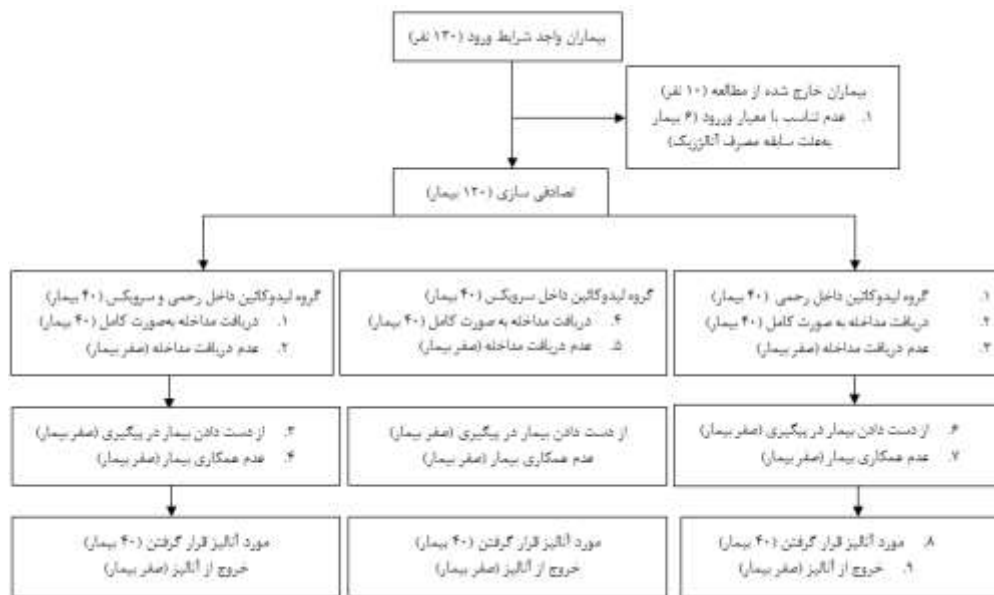 بیماران واجد شرایط ورود (۱۳۰ نفر)
بیماران خارج شده از مطالعه (۱۰ نفر)
۱. عدم تناسب با معیار وررود (۶ بیمار
به‌علت سابقه مصرف آنالژزیک)
تصادفی سازی (۱۲۰ بیمار)
۱. گروه لیدوکائین داخل رحمی (۴۰ بیمار)
۲. دریافت مداخله به صورت کامل (۴۰ بیمار)
۳. عدم دریافت مداخله (صفر بیمار)
گروه لیدوکائین داخل سرویکس (۴۰ بیمار)
۴. دریافت مداخله به صورت کامل (۴۰ بیمار)
۵. عدم دریافت مداخله (صفر بیمار)
گروه لیدوکائین داخل رحمی و سرویکس (۴۰ بیمار)
۱. دریافت مداخله به‌صورت کامل (۴۰ بیمار)
۲. عدم دریافت مداخله (صفر بیمار)
۶. از دست دادن بیمار در پیگیری (صفر بیمار)
۷. عدم همکاری بیمار (صفر بیمار)
از دست دادن بیمار در پیگیری (صفر بیمار)
عدم همکاری بیمار (صفر بیمار)
۳. از دست دادن بیمار در پیگیری (صفر بیمار)
۴. عدم همکاری بیمار (صفر بیمار)
۸. مورد آنالیز قرار گرفتن (۴۰ بیمار)
۹. خروج از آنالیز (صفر بیمار)
مورد آنالیز قرار گرفتن (۴۰ بیمار)
خروج از آنالیز (صفر بیمار)
مورد آنالیز قرار گرفتن (۴۰ بیمار)
خروج از آنالیز (صفر بیمار)